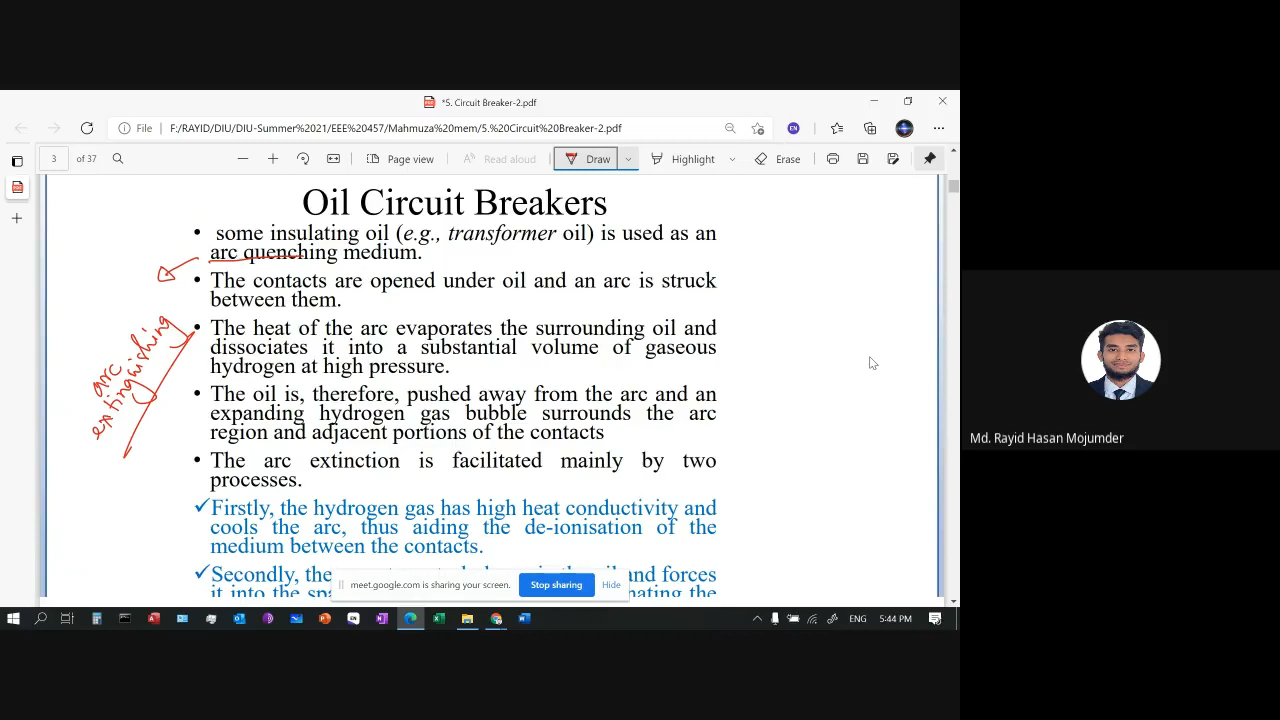 *5. Circuit Breaker-2.pdf
File F:/RAYID/DIU/DIU-Summer%2021/EEE%20457/Mahmuza%20mem/5.%20Circuit%20Breaker-2.pdf EN
3 of 37 Page view Read aloud Draw Highlight Erase
Oil Circuit Breakers
• some insulating oil (e.g., transformer oil) is used as an
arc quenching medium.
• The contacts are opened under oil and an arc is struck
between them.
• The heat of the arc evaporates the surrounding oil and
dissociates it into a substantial volume of gaseous
hydrogen at high pressure.
• The oil is, therefore, pushed away from the arc and an
expanding hydrogen gas bubble surrounds the arc
region and adjacent portions of the contacts
• The arc extinction is facilitated mainly by two
processes.
✓Firstly, the hydrogen gas has high heat conductivity and
cools the arc, thus aiding the de-ionisation of the
medium between the contacts.
✓Secondly, the and forces
it into the
arc
extinguishing
meet.google.com is sharing your screen. Stop sharing Hide
ENG 5:44 PM
Md. Rayid Hasan Mojumder